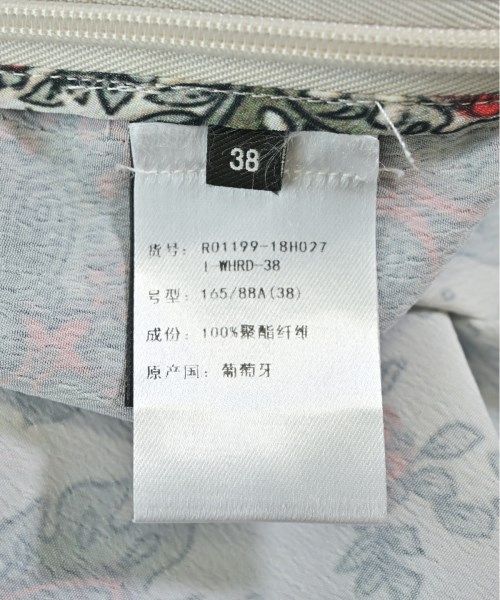 38
货号: R01199-18H027
I-WHRD-38
号型: 165/88A(38)
成份: 100%聚酯纤维
原产国: 葡萄牙